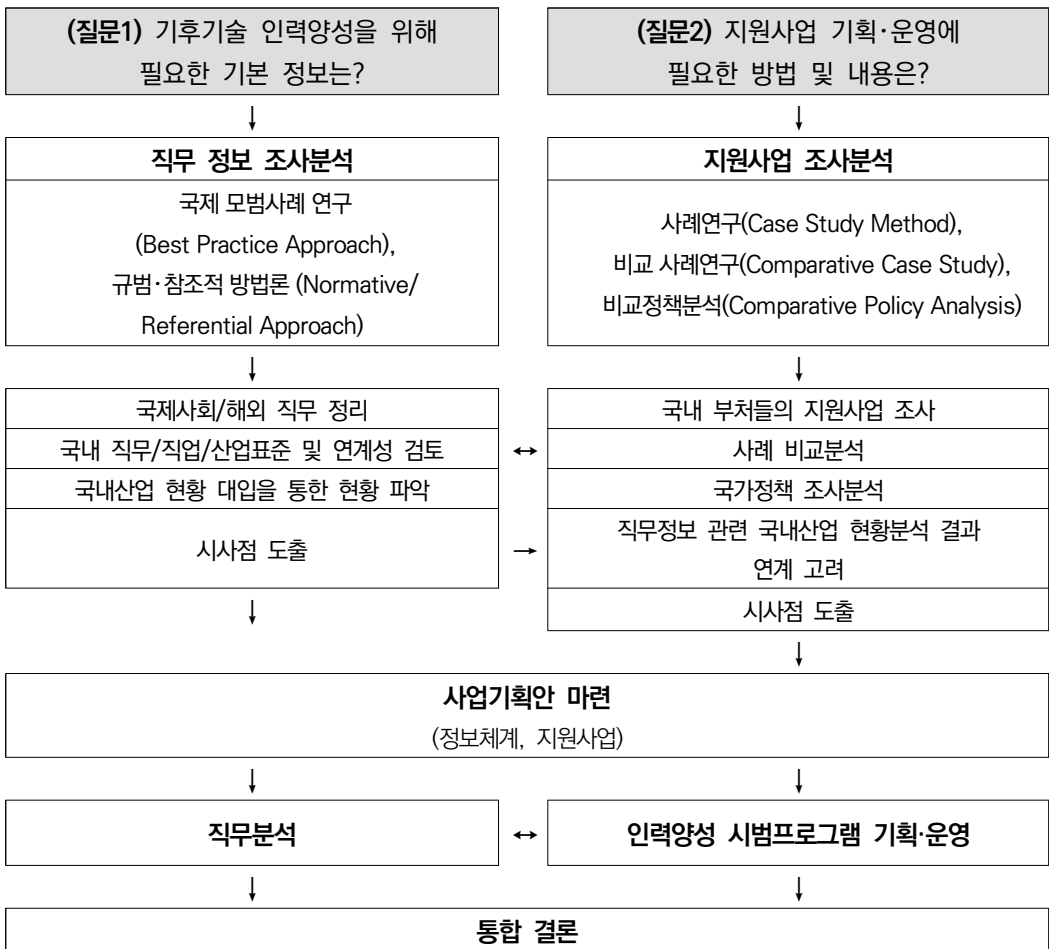 (질문1) 기후기술 인력양성을 위해
필요한 기본 정보는?
(질문2) 지원사업 기획·운영에
필요한 방법 및 내용은?
↓
↓
직무 정보 조사분석
국제 모범사례 연구
(Best Practice Approach),
규범·참조적 방법론 (Normative/
Referential Approach)
지원사업 조사분석
사례연구(Case Study Method),
비교 사례연구(Comparative Case Study),
비교정책분석(Comparative Policy Analysis)
↓
↓
국제사회/해외 직무 정리
국내 직무/직업/산업표준 및 연계성 검토
국내산업 현황 대입을 통한 현황 파악
시사점 도출
↔
→
국내 부처들의 지원사업 조사
사례 비교분석
국가정책 조사분석
직무정보 관련 국내산업 현황분석 결과
연계 고려
시사점 도출
↓
↓
사업기획안 마련
(정보체계, 지원사업)
↓
↓
직무분석
↔
인력양성 시범프로그램 기획·운영
↓
↓
통합 결론